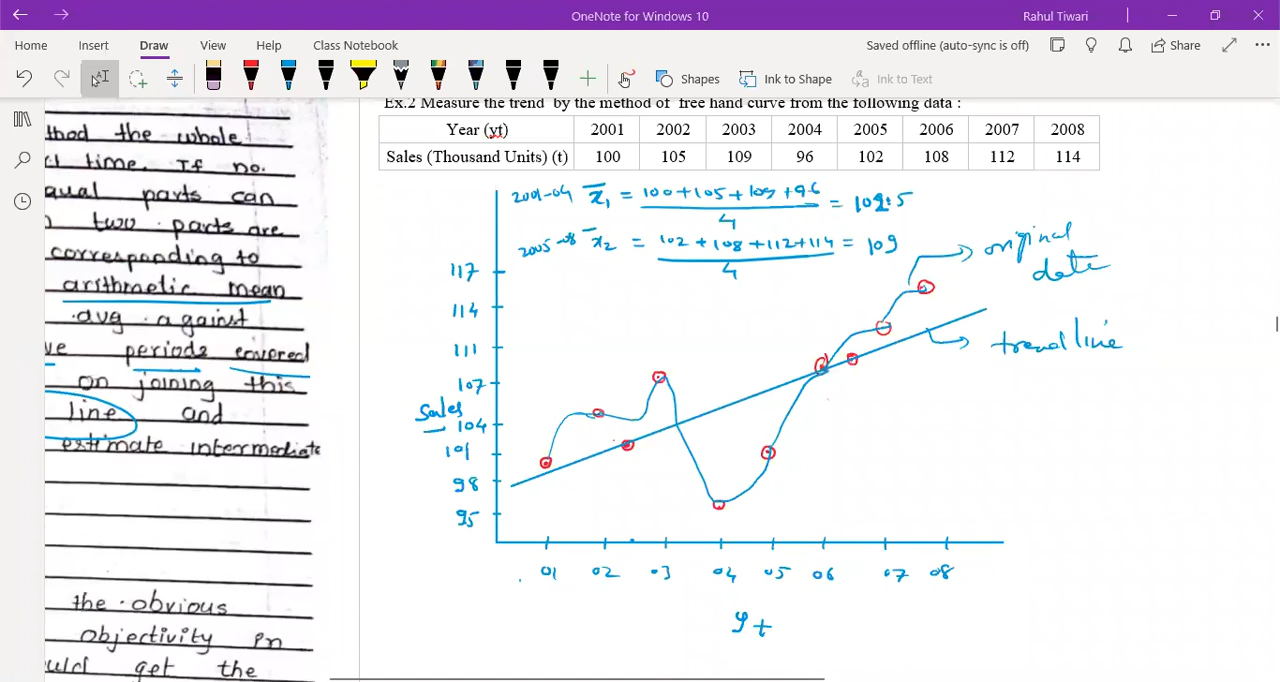 OneNote for Windows 10
Rahul Tiwari
Home Insert Draw View Help Class Notebook
Saved offline (auto-sync is off) Share
Shapes Ink to Shape Ink to Text
Ex.2 Measure the trend by the method of free hand curve from the following data :
Year (yt) 2001 2002 2003 2004 2005 2006 2007 2008
Sales (Thousand Units) (t) 100 105 109 96 102 108 112 114
thod the whole
time. If no.
qual parts can
two parts are
corresponding to
arithmetic mean
avg against
ve periods covered
on joining this
line and
estimate intermediate
the obvious
objectivity in
ould get the
2001-04 x̄₁ = 100+105+109+96 / 4 = 102.5
2005-08 x̄₂ = 102+108+112+114 / 4 = 109
original
data
trend line
117
114
111
107
Sales
104
101
98
95
01 02 03 04 05 06 07 08
yt